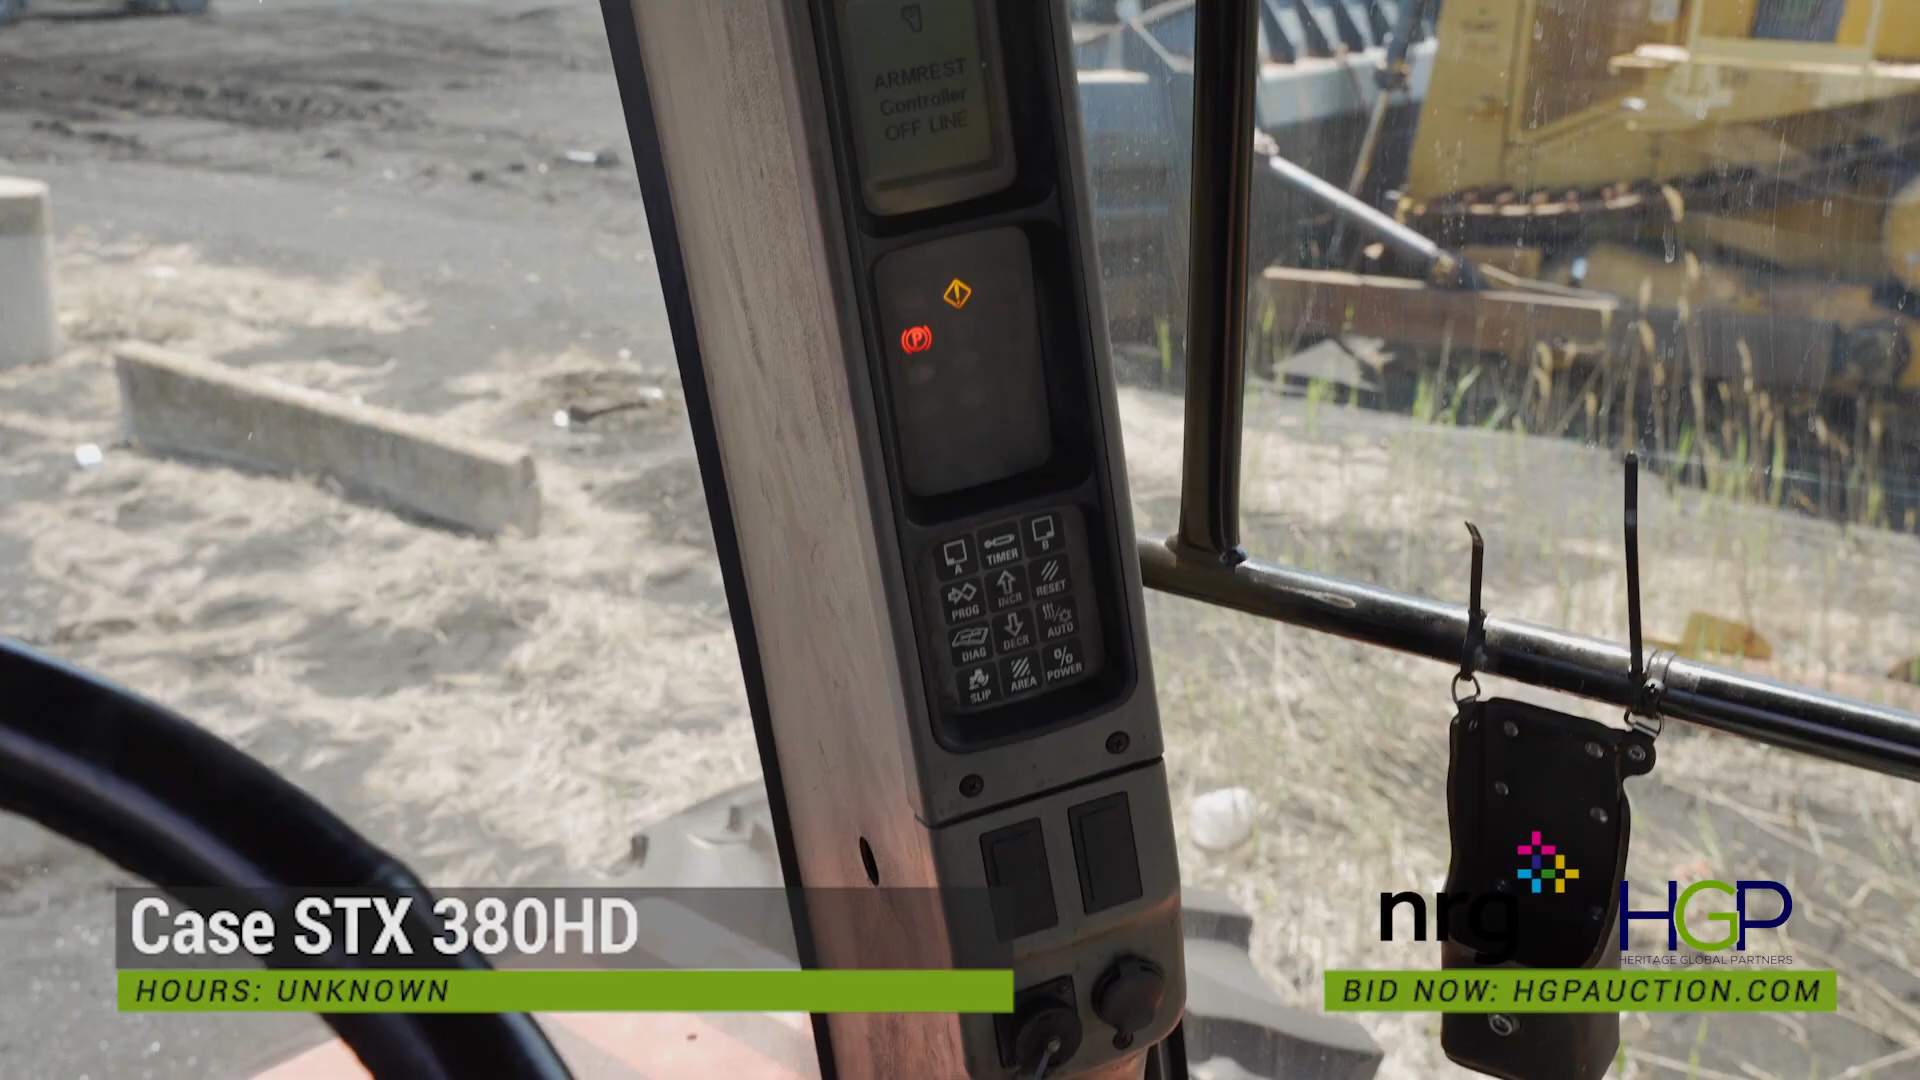 ARMREST
Controller
OFF LINE
P
A
TIMER
B
PROG
INCR
RESET
DIAG
DECR
AUTO
SLIP
AREA
% POWER
Case STX 380HD
HOURS: UNKNOWN
nrg
HGP
HERITAGE GLOBAL PARTNERS
BID NOW: HGPAUCTION.COM